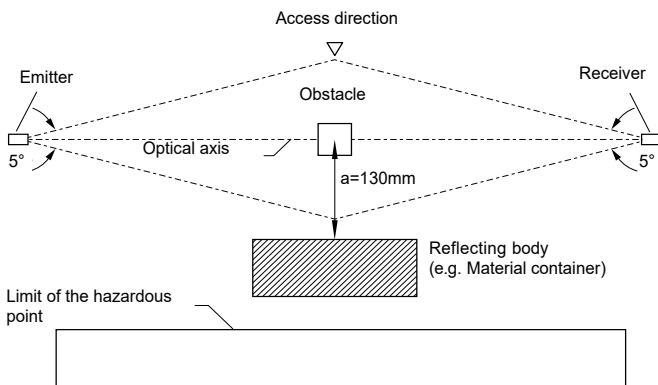 Access direction
Emitter
Receiver
Obstacle
5°
Optical axis
5°
a=130mm
Reflecting body
(e.g. Material container)
Limit of the hazardous
point